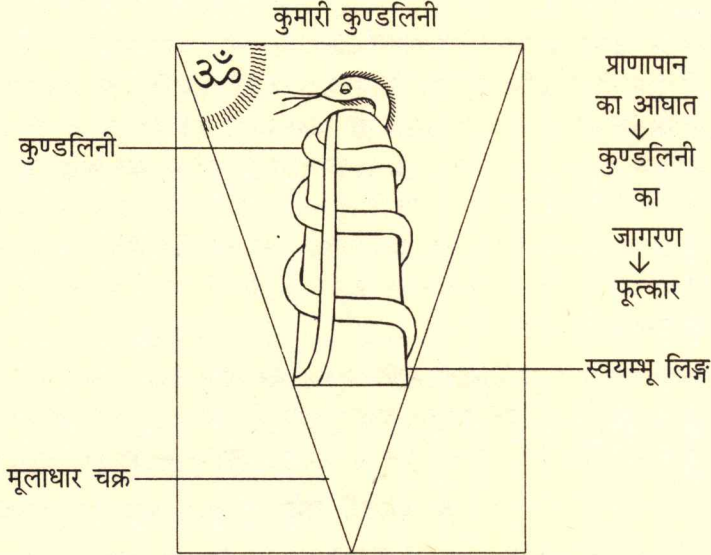 कुमारी कुण्डलिनी
ॐ
प्राणापान
का आघात
↓
कुण्डलिनी
का
जागरण
↓
फूत्कार
कुण्डलिनी
स्वयम्भू लिङ्ग
मूलाधार चक्र